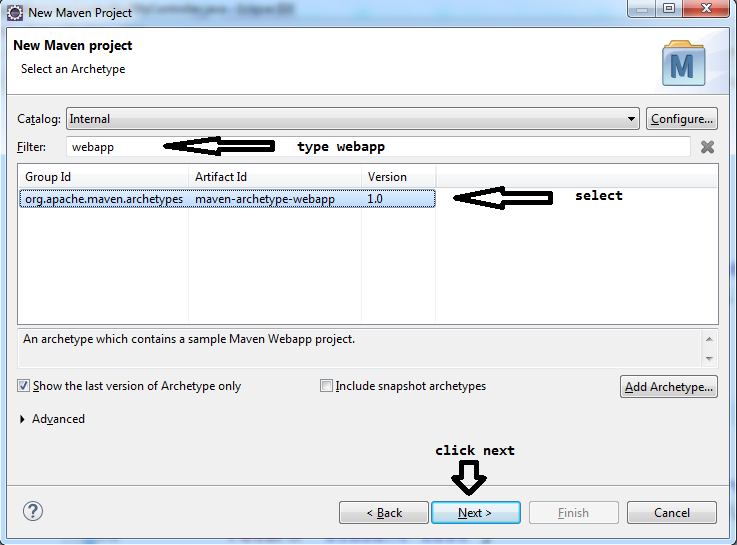 New Maven Project
New Maven project
Select an Archetype
M
Catalog: Internal Configure...
Filter: webapp type webapp
Group Id Artifact Id Version
org.apache.maven.archetypes maven-archetype-webapp 1.0 select
An archetype which contains a sample Maven Webapp project.
Show the last version of Archetype only Include snapshot archetypes Add Archetype...
Advanced
click next
? < Back Next > Finish Cancel